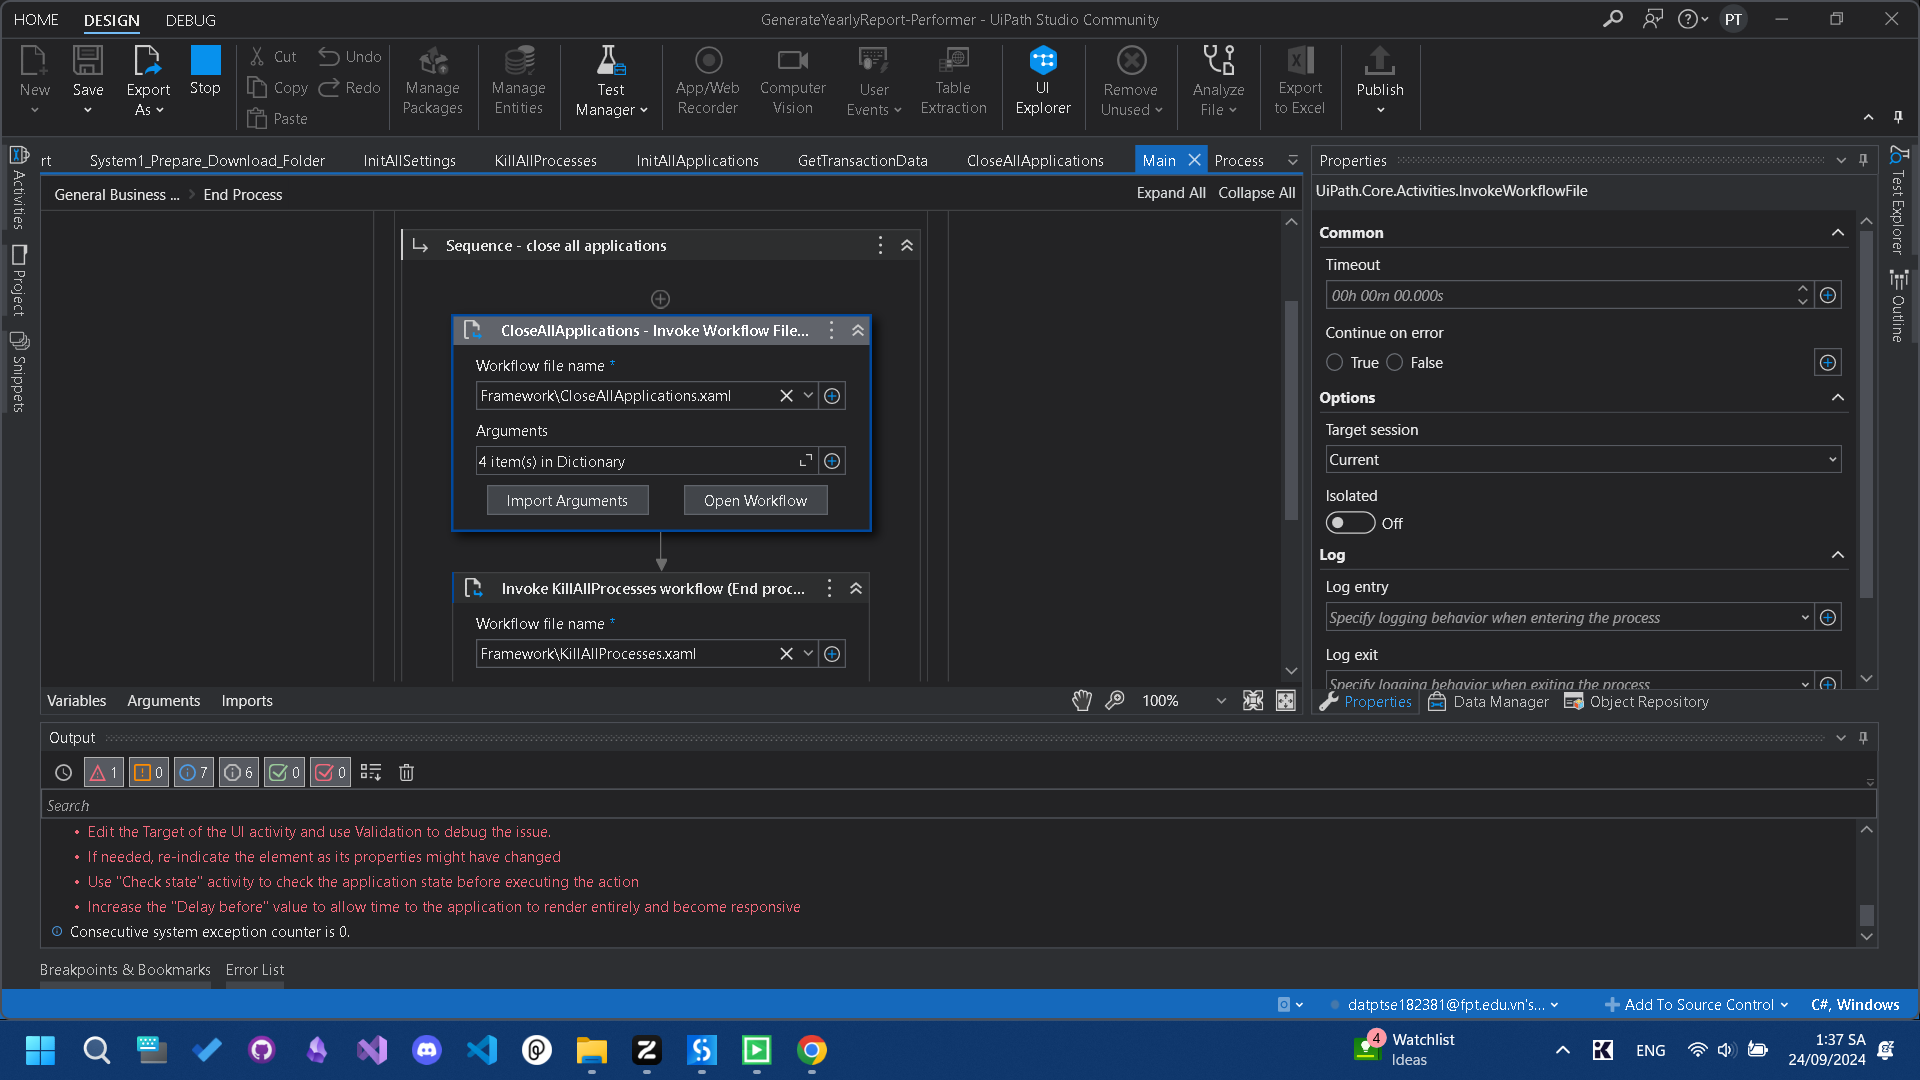 HOME DESIGN DEBUG
GenerateYearlyReport-Performer - UiPath Studio Community
PT
New
Save
Export As
Stop
Cut
Copy
Paste
Undo
Redo
Manage Packages
Manage Entities
Test Manager
App/Web Recorder
Computer Vision
User Events
Table Extraction
UI Explorer
Remove Unused
Analyze File
Export to Excel
Publish
Activities
Project
Snippets
rt System1_Prepare_Download_Folder InitAllSettings KillAllProcesses InitAllApplications GetTransactionData CloseAllApplications Main Process
General Business ... End Process
Expand All Collapse All
Sequence - close all applications
CloseAllApplications - Invoke Workflow File...
Workflow file name *
Framework\CloseAllApplications.xaml
Arguments
4 item(s) in Dictionary
Import Arguments Open Workflow
Invoke KillAllProcesses workflow (End proc...
Workflow file name *
Framework\KillAllProcesses.xaml
Variables Arguments Imports
100%
Properties
UiPath.Core.Activities.InvokeWorkflowFile
Common
Timeout
00h 00m 00.000s
Continue on error
True False
Options
Target session
Current
Isolated
Off
Log
Log entry
Specify logging behavior when entering the process
Log exit
Specify logging behavior when exiting the process
Properties Data Manager Object Repository
Test Explorer
Outline
Output
1 0 7 6 0 0
Search
• Edit the Target of the UI activity and use Validation to debug the issue.
• If needed, re-indicate the element as its properties might have changed
• Use "Check state" activity to check the application state before executing the action
• Increase the "Delay before" value to allow time to the application to render entirely and become responsive
Consecutive system exception counter is 0.
Breakpoints & Bookmarks Error List
datptse182381@fpt.edu.vn's...
Add To Source Control
C#, Windows
4
Watchlist
Ideas
ENG
1:37 SA
24/09/2024